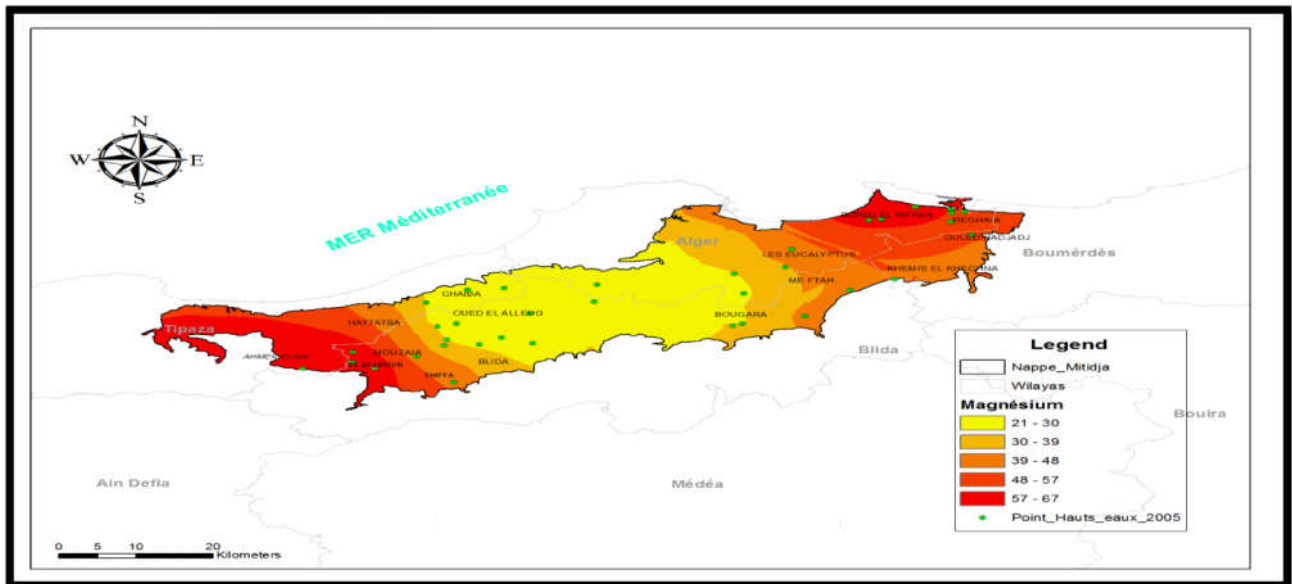 N
W E
S
MER Méditerranée
REGHAIA
Alger
OULED HADJADJ
Boumérdès
LES EUCALYPTUS
KHEMIS EL KHECHNA
ME FTAH
CHAIBA
OUED EL ALLEUG
BOUGARA
HATTATBA
Tipaza
MOUZAIA
Blida
BLIDA
CHIFFA
Legend
Nappe_Mitidja
Wilayas
Magnésium
21 - 30
30 - 39
39 - 48
48 - 57
57 - 67
Point_Hauts_eaux_2005
Bouira
Ain Defla
Médéa
0 5 10 20
Kilometers